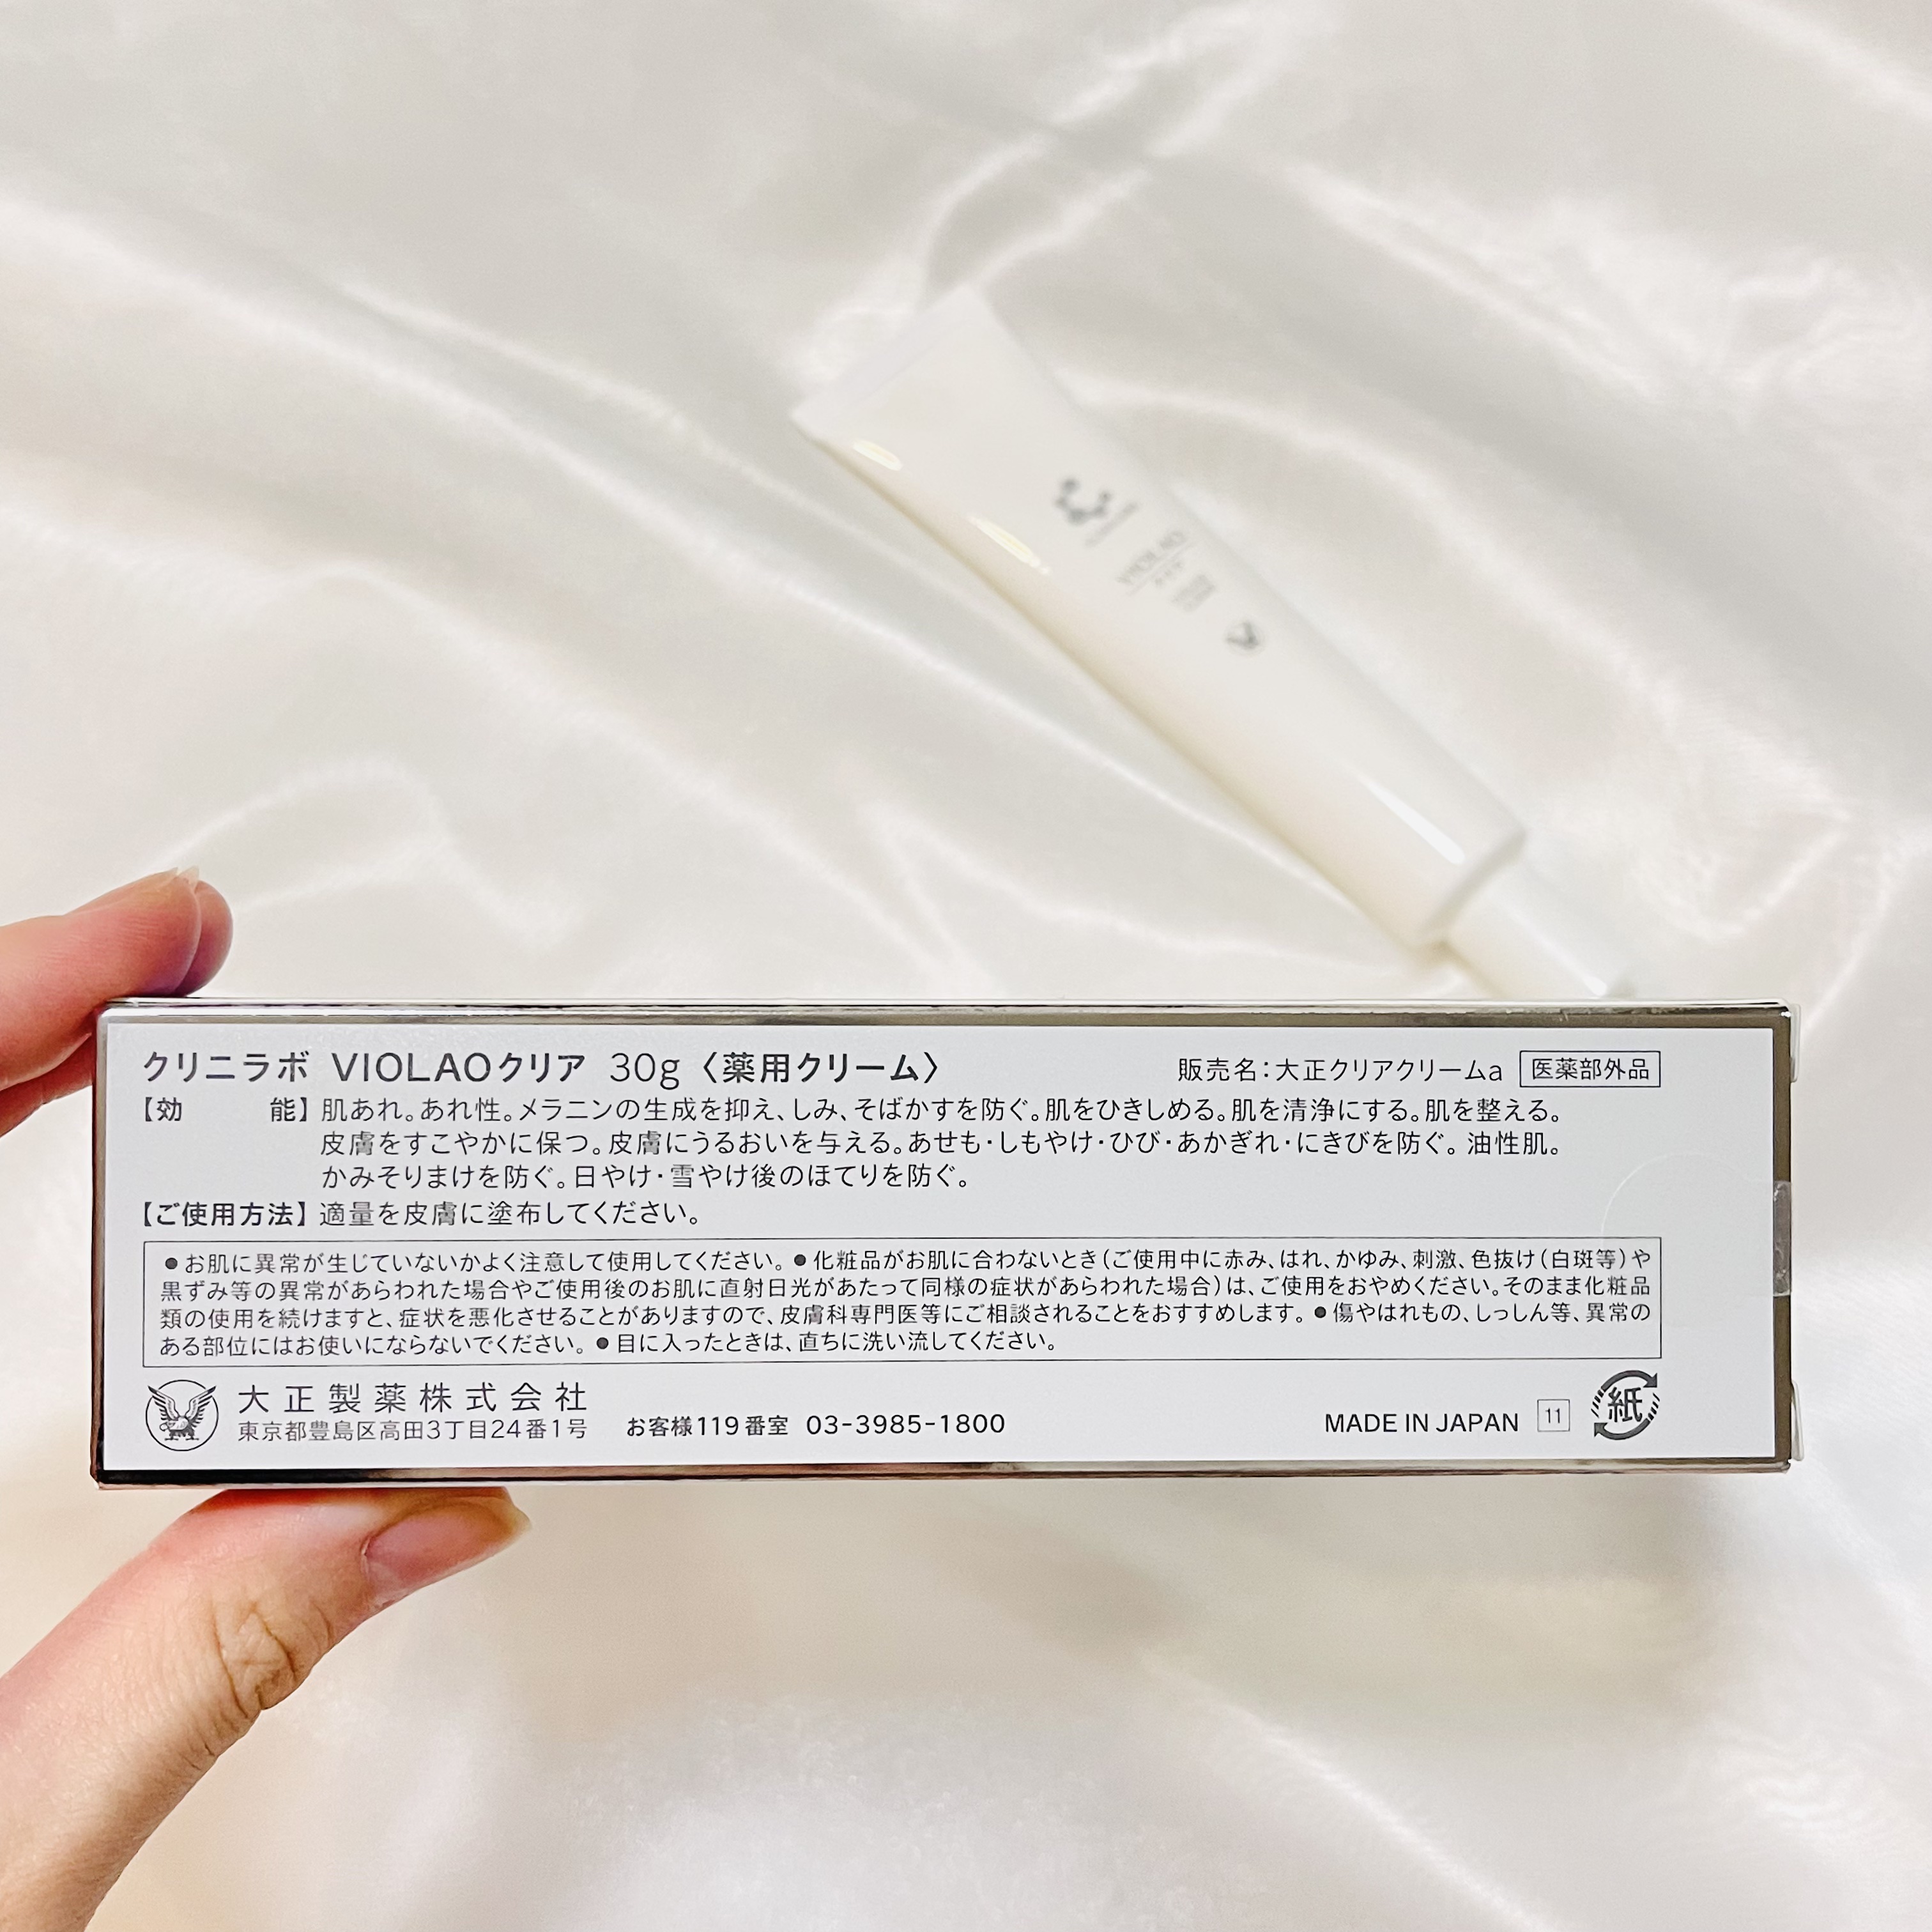 クリニラボ VIOLAOクリア 30g〈薬用クリーム〉 販売名:大正クリアクリームa 医薬部外品
【効 能】肌あれ。あれ性。メラニンの生成を抑え、しみ、そばかすを防ぐ。肌をひきしめる。肌を清浄にする。肌を整える。
皮膚をすこやかに保つ。皮膚にうるおいを与える。あせも・しもやけ・ひび・あかぎれ・にきびを防ぐ。油性肌。
かみそりまけを防ぐ。日やけ・雪やけ後のほてりを防ぐ。
【ご使用方法】適量を皮膚に塗布してください。
●お肌に異常が生じていないかよく注意して使用してください。●化粧品がお肌に合わないとき(ご使用中に赤み、はれ、かゆみ、刺激、色抜け(白斑等)や
黒ずみ等の異常があらわれた場合やご使用後のお肌に直射日光があたって同様の症状があらわれた場合)は、ご使用をおやめください。そのまま化粧品
類の使用を続けますと、症状を悪化させることがありますので、皮膚科専門医等にご相談されることをおすすめします。●傷やはれもの、しっしん等、異常の
ある部位にはお使いにならないでください。●目に入ったときは、直ちに洗い流してください。
大正製薬株式会社
東京都豊島区高田3丁目24番1号 お客様119番室 03-3985-1800
MADE IN JAPAN 11 紙